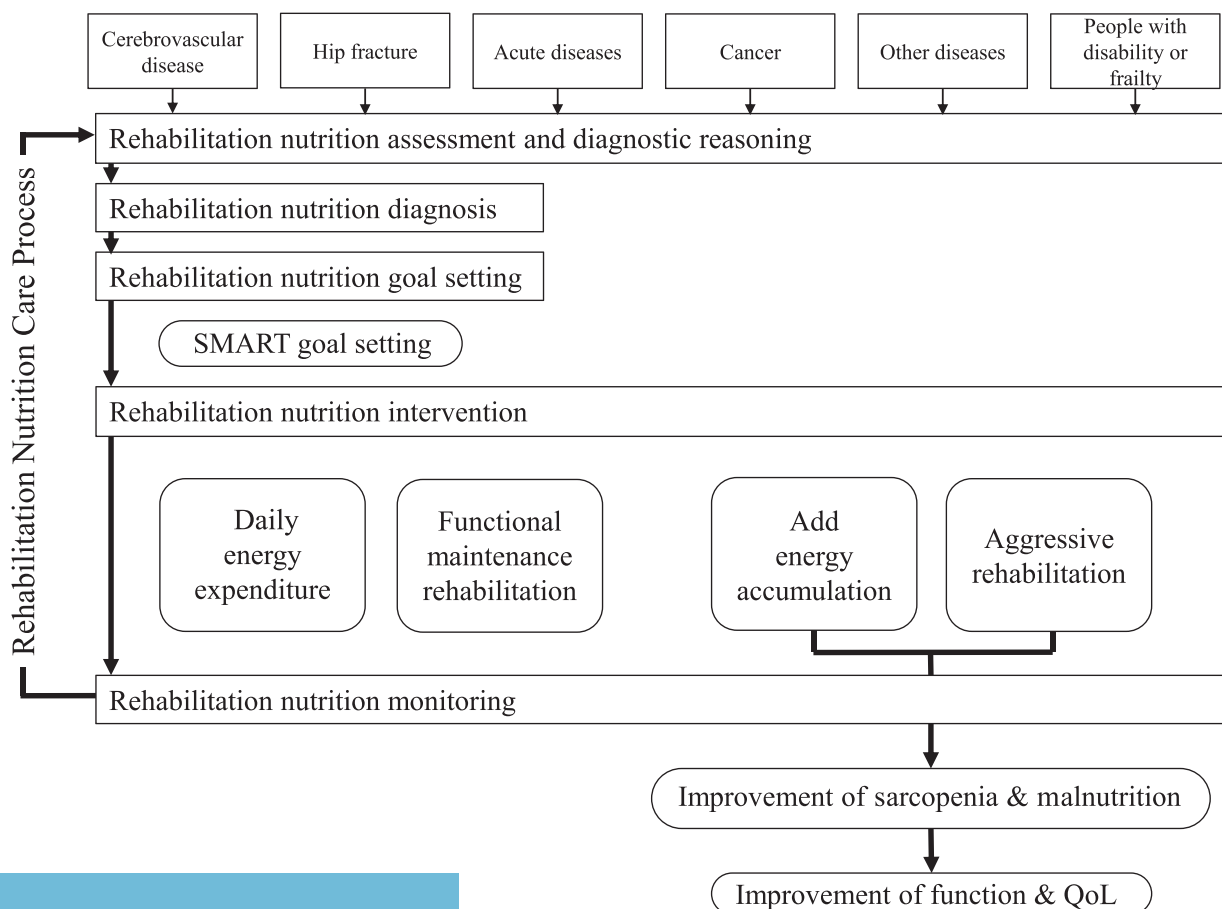 Cerebrovascular
disease
Hip fracture
Acute diseases
Cancer
Other diseases
People with
disability or
frailty
Rehabilitation nutrition assessment and diagnostic reasoning
Rehabilitation nutrition diagnosis
Rehabilitation nutrition goal setting
SMART goal setting
Rehabilitation nutrition intervention
Daily
energy
expenditure
Functional
maintenance
rehabilitation
Add
energy
accumulation
Aggressive
rehabilitation
Rehabilitation nutrition monitoring
Improvement of sarcopenia & malnutrition
Improvement of function & QoL
Rehabilitation Nutrition Care Process